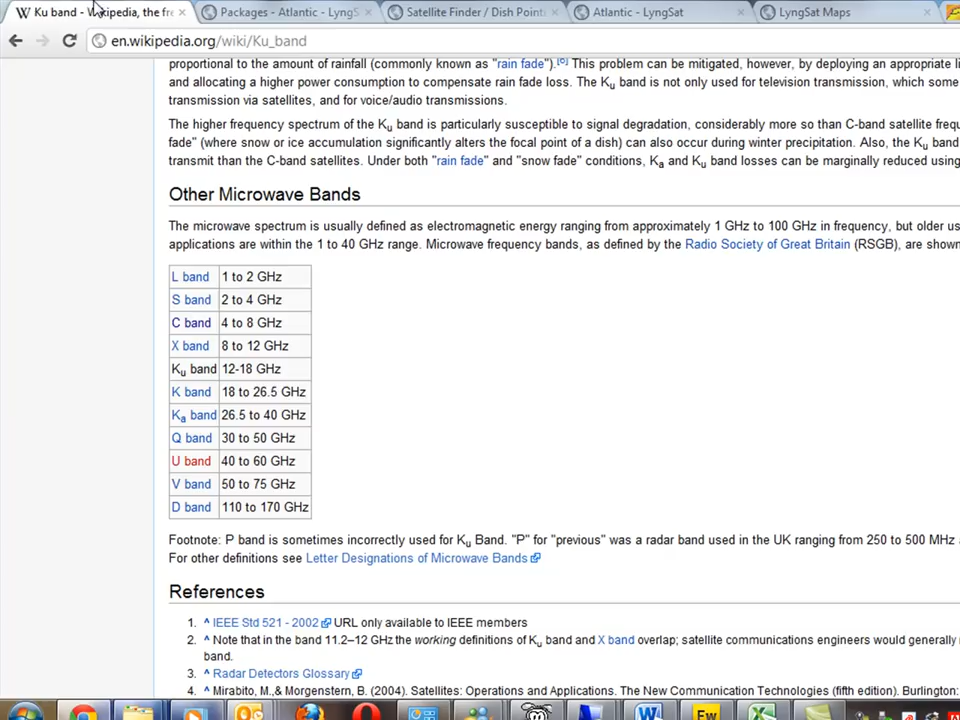 Ku band - Wikipedia, the fre
Packages - Atlantic - LyngS
Satellite Finder / Dish Point
Atlantic - LyngSat
LyngSat Maps
en.wikipedia.org/wiki/Ku_band
proportional to the amount of rainfall (commonly known as "rain fade").[6] This problem can be mitigated, however, by deploying an appropriate li
and allocating a higher power consumption to compensate rain fade loss. The Ku band is not only used for television transmission, which some
transmission via satellites, and for voice/audio transmissions.
The higher frequency spectrum of the Ku band is particularly susceptible to signal degradation, considerably more so than C-band satellite frequ
fade" (where snow or ice accumulation significantly alters the focal point of a dish) can also occur during winter precipitation. Also, the Ku band
transmit than the C-band satellites. Under both "rain fade" and "snow fade" conditions, Ka and Ku band losses can be marginally reduced using
Other Microwave Bands
The microwave spectrum is usually defined as electromagnetic energy ranging from approximately 1 GHz to 100 GHz in frequency, but older us
applications are within the 1 to 40 GHz range. Microwave frequency bands, as defined by the Radio Society of Great Britain (RSGB), are shown
L band 1 to 2 GHz
S band 2 to 4 GHz
C band 4 to 8 GHz
X band 8 to 12 GHz
Ku band 12-18 GHz
K band 18 to 26.5 GHz
Ka band 26.5 to 40 GHz
Q band 30 to 50 GHz
U band 40 to 60 GHz
V band 50 to 75 GHz
D band 110 to 170 GHz
Footnote: P band is sometimes incorrectly used for Ku Band. "P" for "previous" was a radar band used in the UK ranging from 250 to 500 MHz
For other definitions see Letter Designations of Microwave Bands
References
1. ^ IEEE Std 521 - 2002 URL only available to IEEE members
2. ^ Note that in the band 11.2–12 GHz the working definitions of Ku band and X band overlap; satellite communications engineers would generally
band.
3. ^ Radar Detectors Glossary
4. ^ Mirabito, M.,& Morgenstern, B. (2004). Satellites: Operations and Applications. The New Communication Technologies (fifth edition). Burlington: